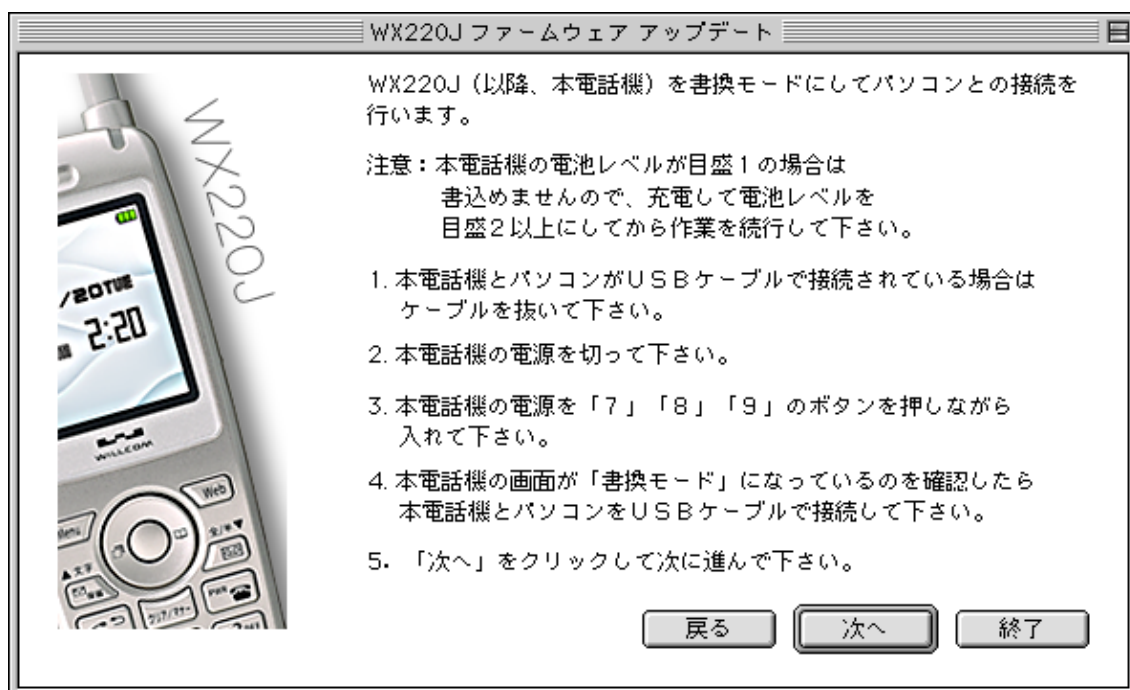 WX220J ファームウェア アップデート
WX220J（以降、本電話機）を書換モードにしてパソコンとの接続を
行います。
注意：本電話機の電池レベルが目盛１の場合は
書込めませんので、充電して電池レベルを
目盛２以上にしてから作業を続行して下さい。
1. 本電話機とパソコンがＵＳＢケーブルで接続されている場合は
ケーブルを抜いて下さい。
2. 本電話機の電源を切って下さい。
3. 本電話機の電源を「７」「８」「９」のボタンを押しながら
入れて下さい。
4. 本電話機の画面が「書換モード」になっているのを確認したら
本電話機とパソコンをＵＳＢケーブルで接続して下さい。
5. 「次へ」をクリックして次に進んで下さい。
戻る
次へ
終了
WX220J
/20TUE
2:20
WILLCOM
Web
Menu
▲文字
クリア/マナー
PWR